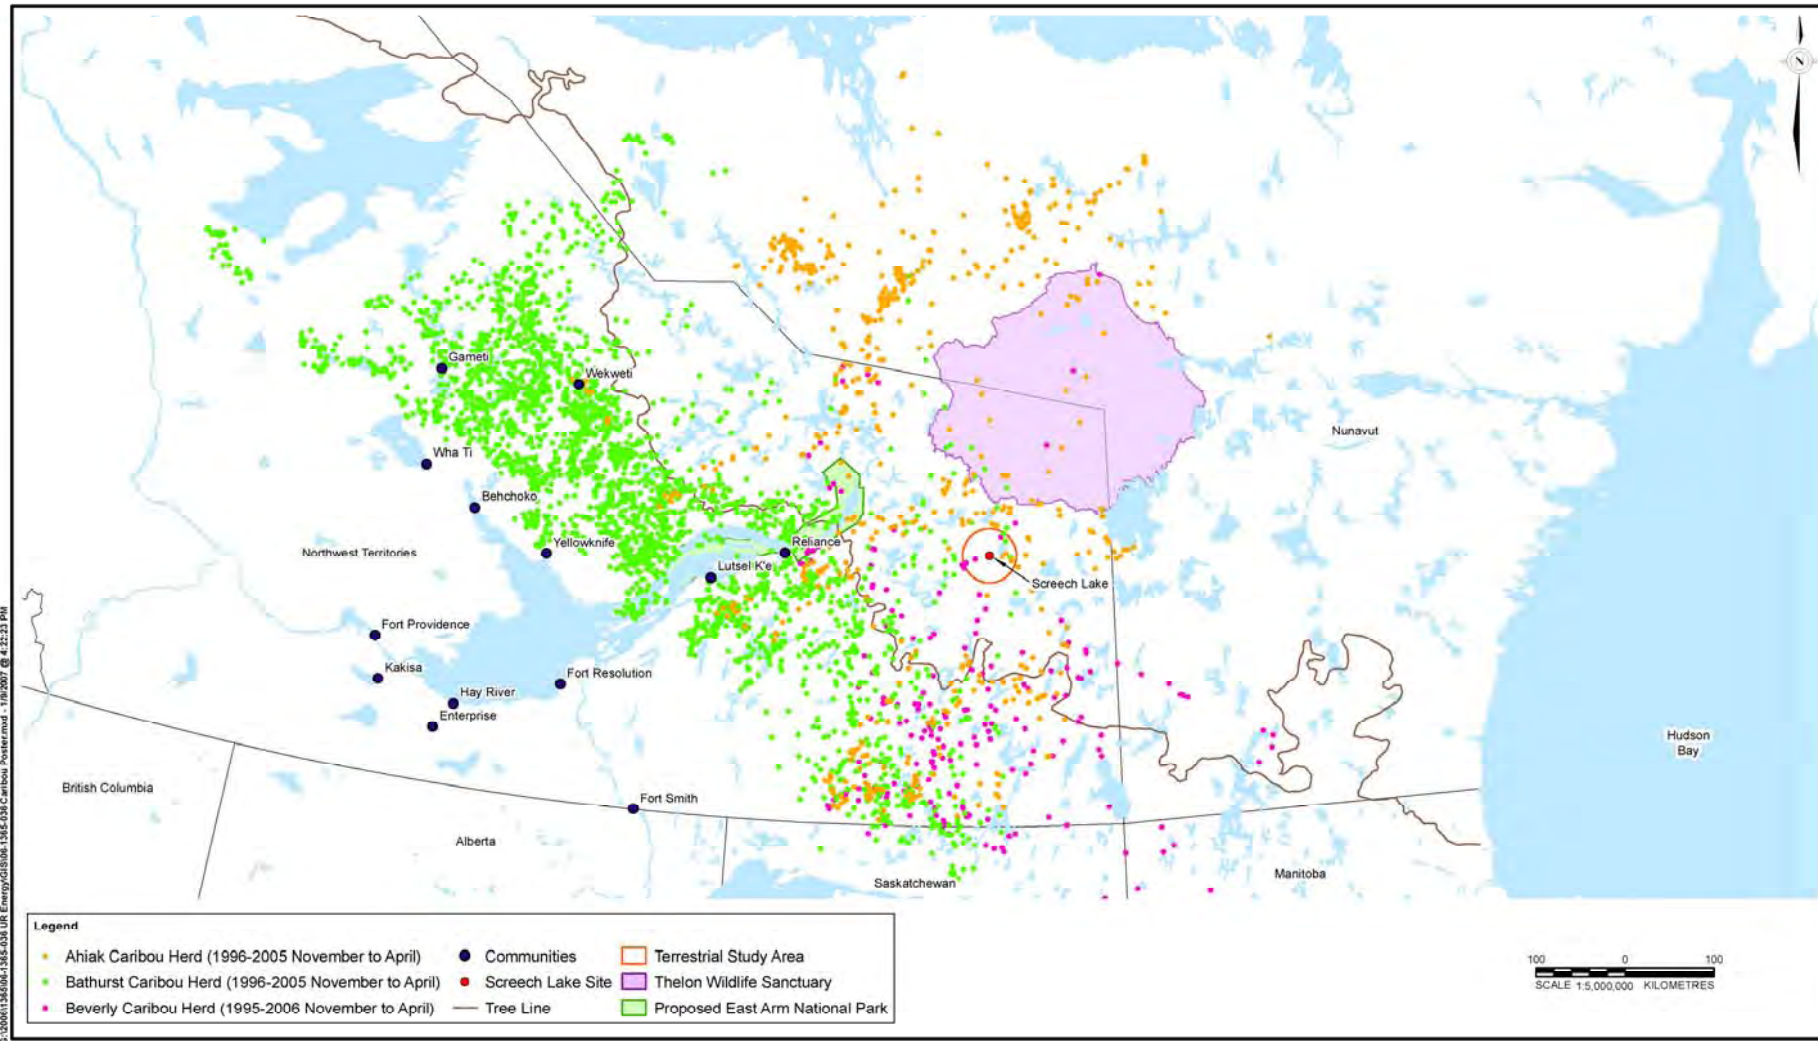 N
Gameti
Wekweti
Nunavut
Wha Ti
Behchoko
Yellowknife
Northwest Territories
Reliance
Lutsel K'e
Screech Lake
Fort Providence
Kakisa
Fort Resolution
Hay River
Enterprise
Hudson
Bay
British Columbia
Fort Smith
Alberta
Saskatchewan
Manitoba
Legend
Ahiak Caribou Herd (1996-2005 November to April)
Bathurst Caribou Herd (1996-2005 November to April)
Beverly Caribou Herd (1995-2006 November to April)
Communities
Screech Lake Site
Tree Line
Terrestrial Study Area
Thelon Wildlife Sanctuary
Proposed East Arm National Park
100 0 100
SCALE 1:5,000,000 KILOMETRES